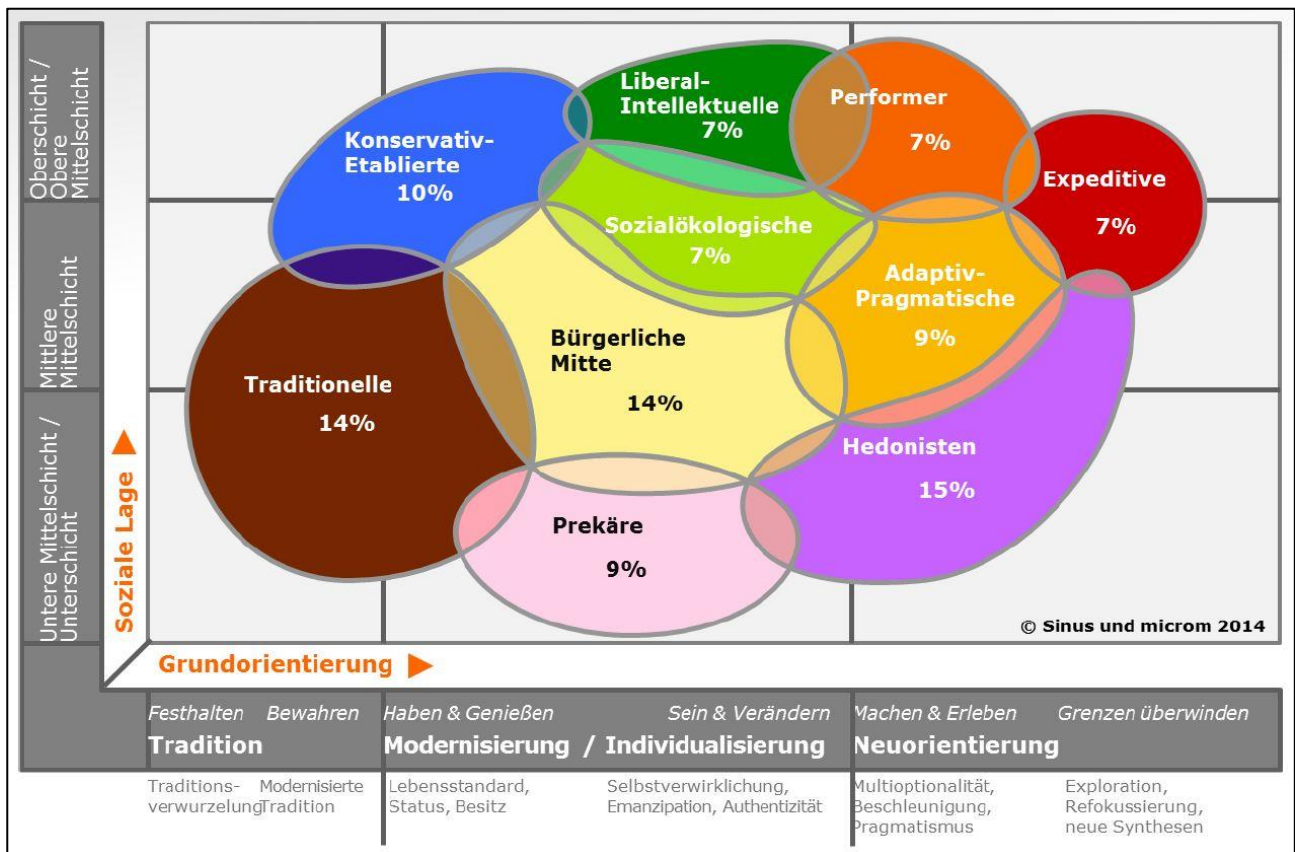 Oberschicht /
Obere
Mittelschicht
Mittlere
Mittelschicht
Untere Mittelschicht /
Unterschicht
Soziale Lage
Liberal-
Intellektuelle
7%
Performer
7%
Konservativ-
Etablierte
10%
Expeditive
7%
Sozialökologische
7%
Adaptiv-
Pragmatische
9%
Bürgerliche
Mitte
14%
Traditionelle
14%
Hedonisten
15%
Prekäre
9%
© Sinus und microm 2014
Grundorientierung
Festhalten Bewahren Haben & Genießen Sein & Verändern Machen & Erleben Grenzen überwinden
Tradition Modernisierung / Individualisierung Neuorientierung
Traditions-
verwurzelung
Modernisierte
Tradition
Lebensstandard,
Status, Besitz
Selbstverwirklichung,
Emanzipation, Authentizität
Multioptionalität,
Beschleunigung,
Pragmatismus
Exploration,
Refokussierung,
neue Synthesen